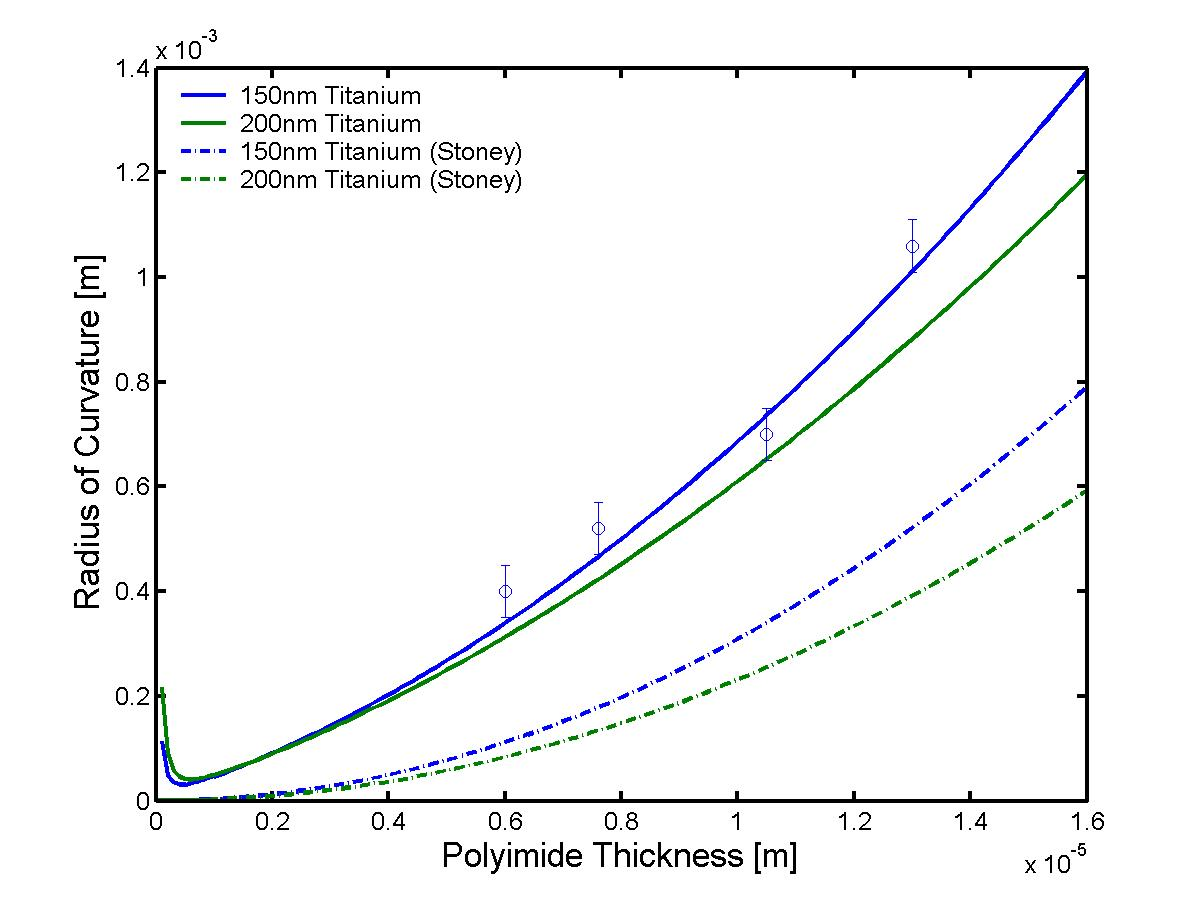 x 10-3
1.4
150nm Titanium
200nm Titanium
150nm Titanium (Stoney)
200nm Titanium (Stoney)
1.2
1
0.8
0.6
0.4
0.2
0
Radius of Curvature [m]
0 0.2 0.4 0.6 0.8 1 1.2 1.4 1.6
Polyimide Thickness [m]
x 10-5